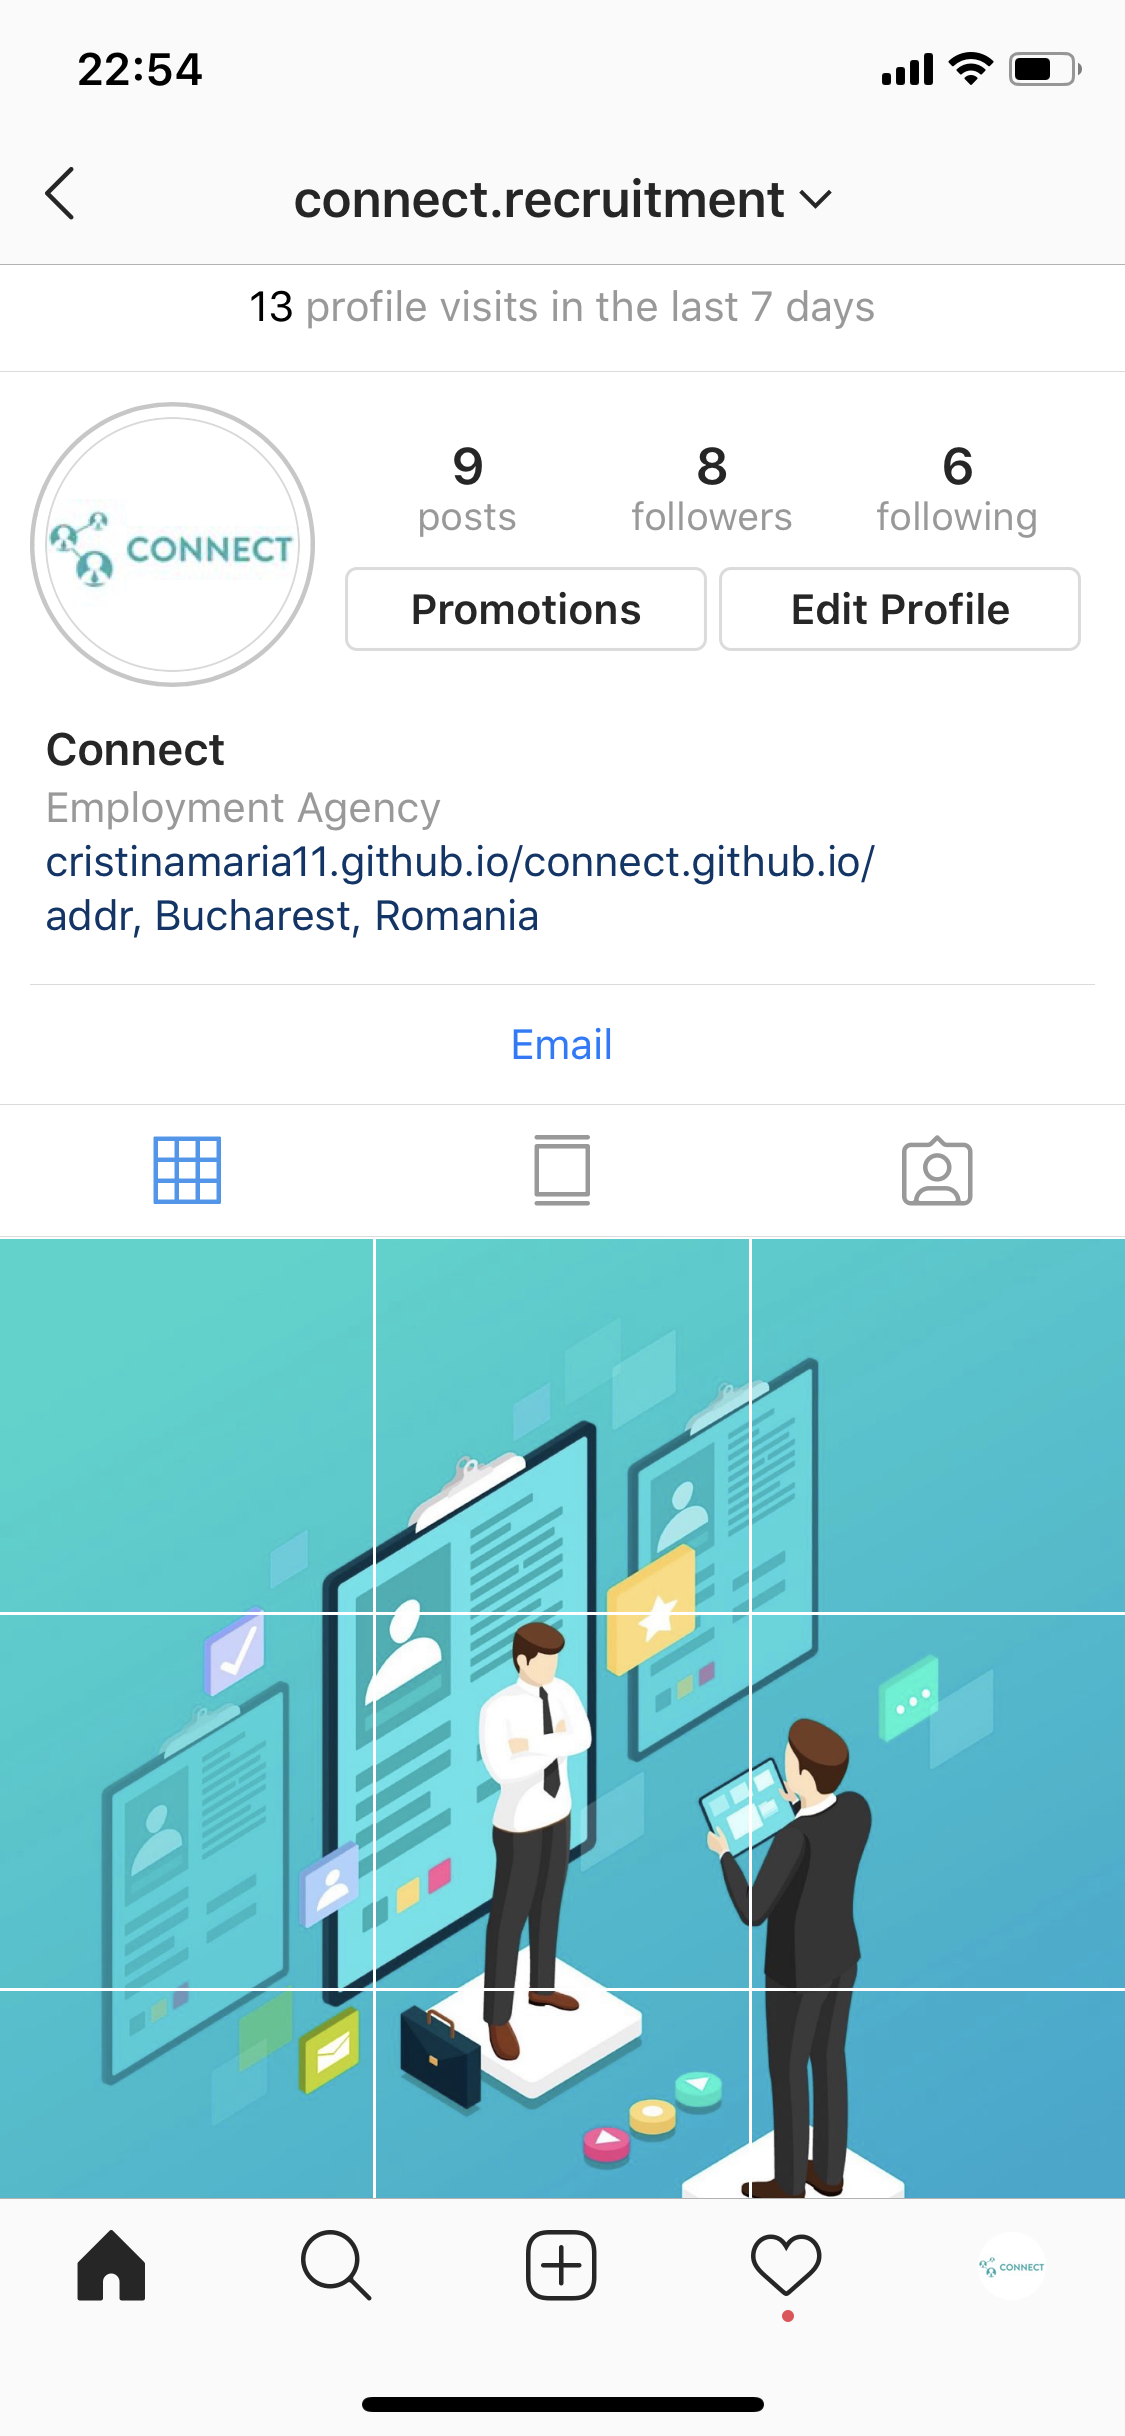 22:54
connect.recruitment
13 profile visits in the last 7 days
CONNECT
9 8 6
posts followers following
Promotions Edit Profile
Connect
Employment Agency
cristinamaria11.github.io/connect.github.io/
addr, Bucharest, Romania
Email
CONNECT